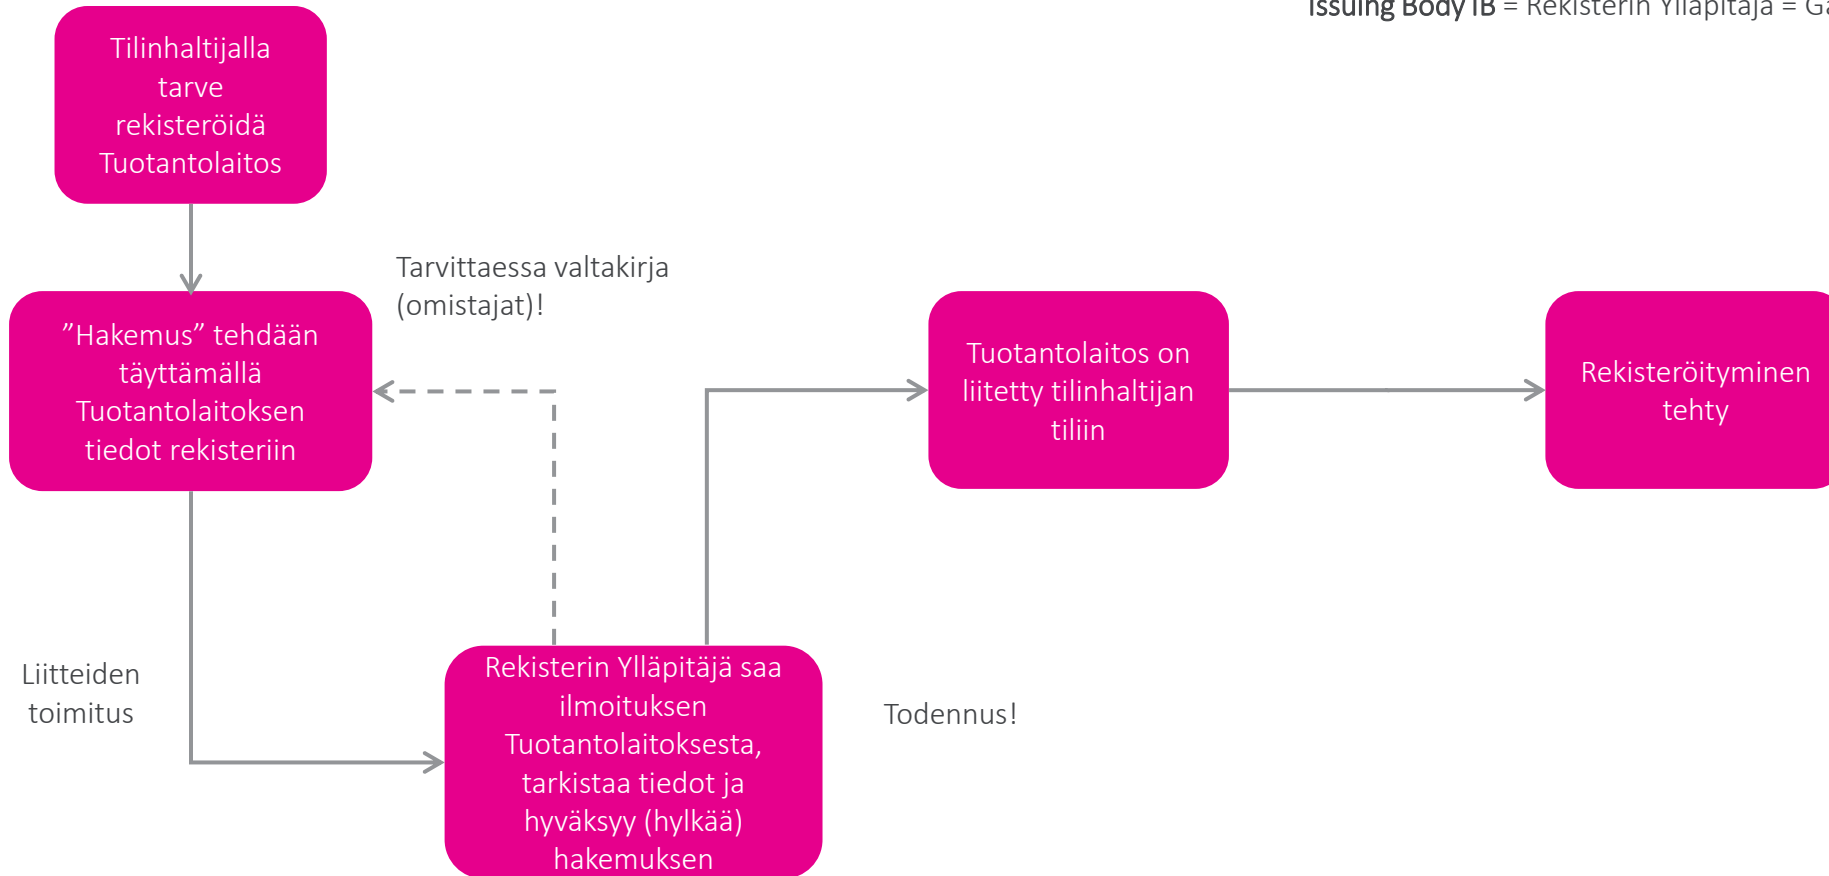 Issuing Body IB = Rekisterin Ylläpitäjä =
Tilinhaltijalla
tarve
rekisteröidä
Tuotantolaitos
Tarvittaessa valtakirja
(omistajat)!
”Hakemus” tehdään
täyttämällä
Tuotantolaitoksen
tiedot rekisteriin
Tuotantolaitos on
liitetty tilinhaltijan
tiliin
Rekisteröityminen
tehty
Liitteiden
toimitus
Rekisterin Ylläpitäjä saa
ilmoituksen
Tuotantolaitoksesta,
tarkistaa tiedot ja
hyväksyy (hylkää)
hakemuksen
Todennus!